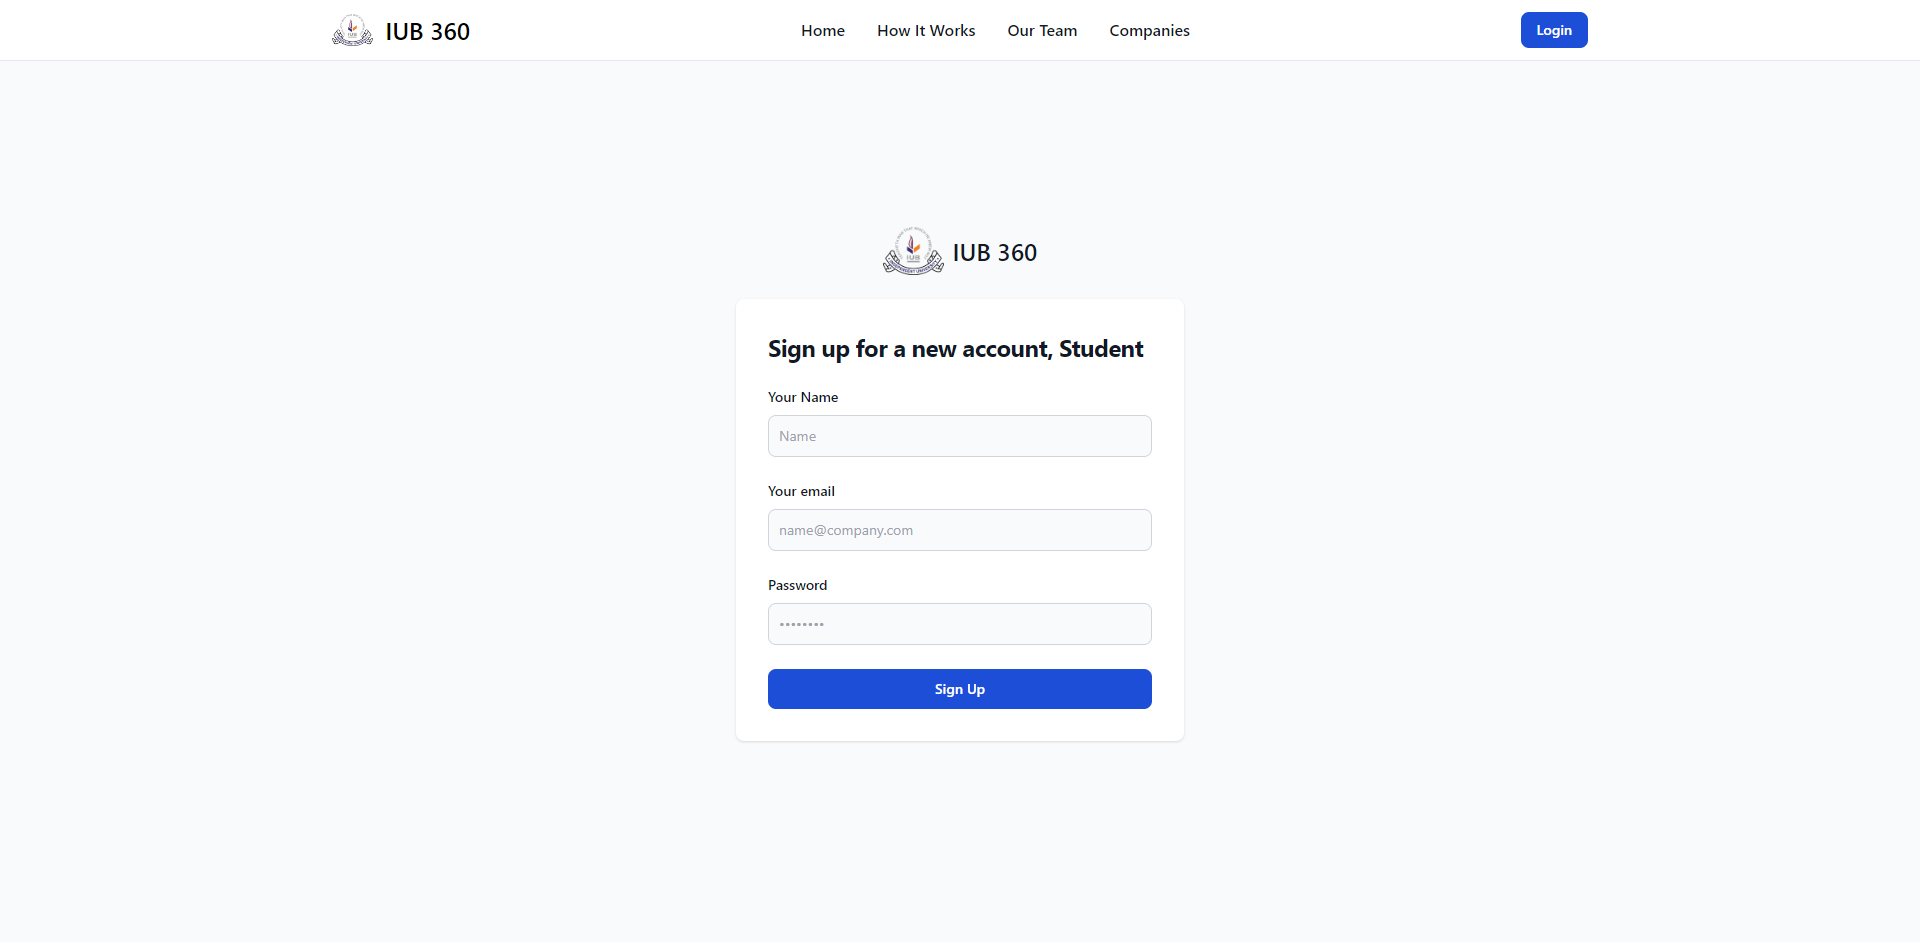 IUB 360
Home
How It Works
Our Team
Companies
Login
IUB
IUB 360
Sign up for a new account, Student
Your Name
Name
Your email
name@company.com
Password
••••••••
Sign Up